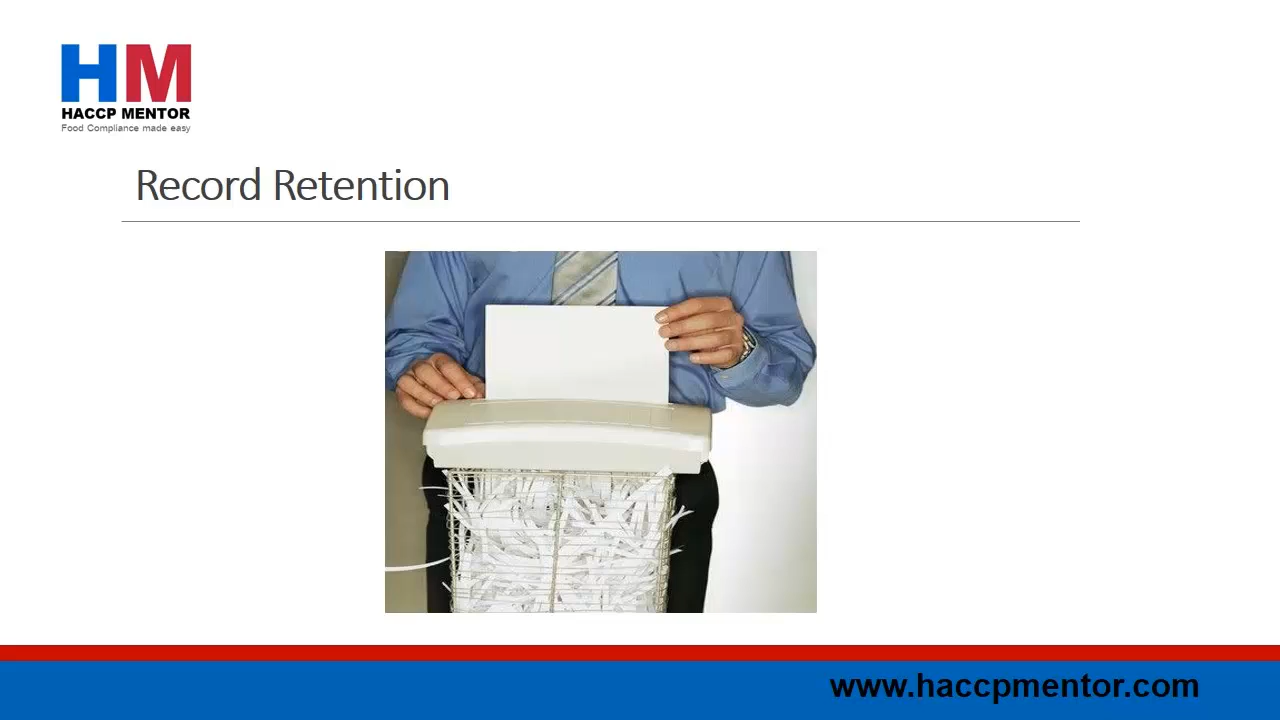 HM
HACCP MENTOR
Food Compliance made easy
Record Retention
www.haccpmentor.com